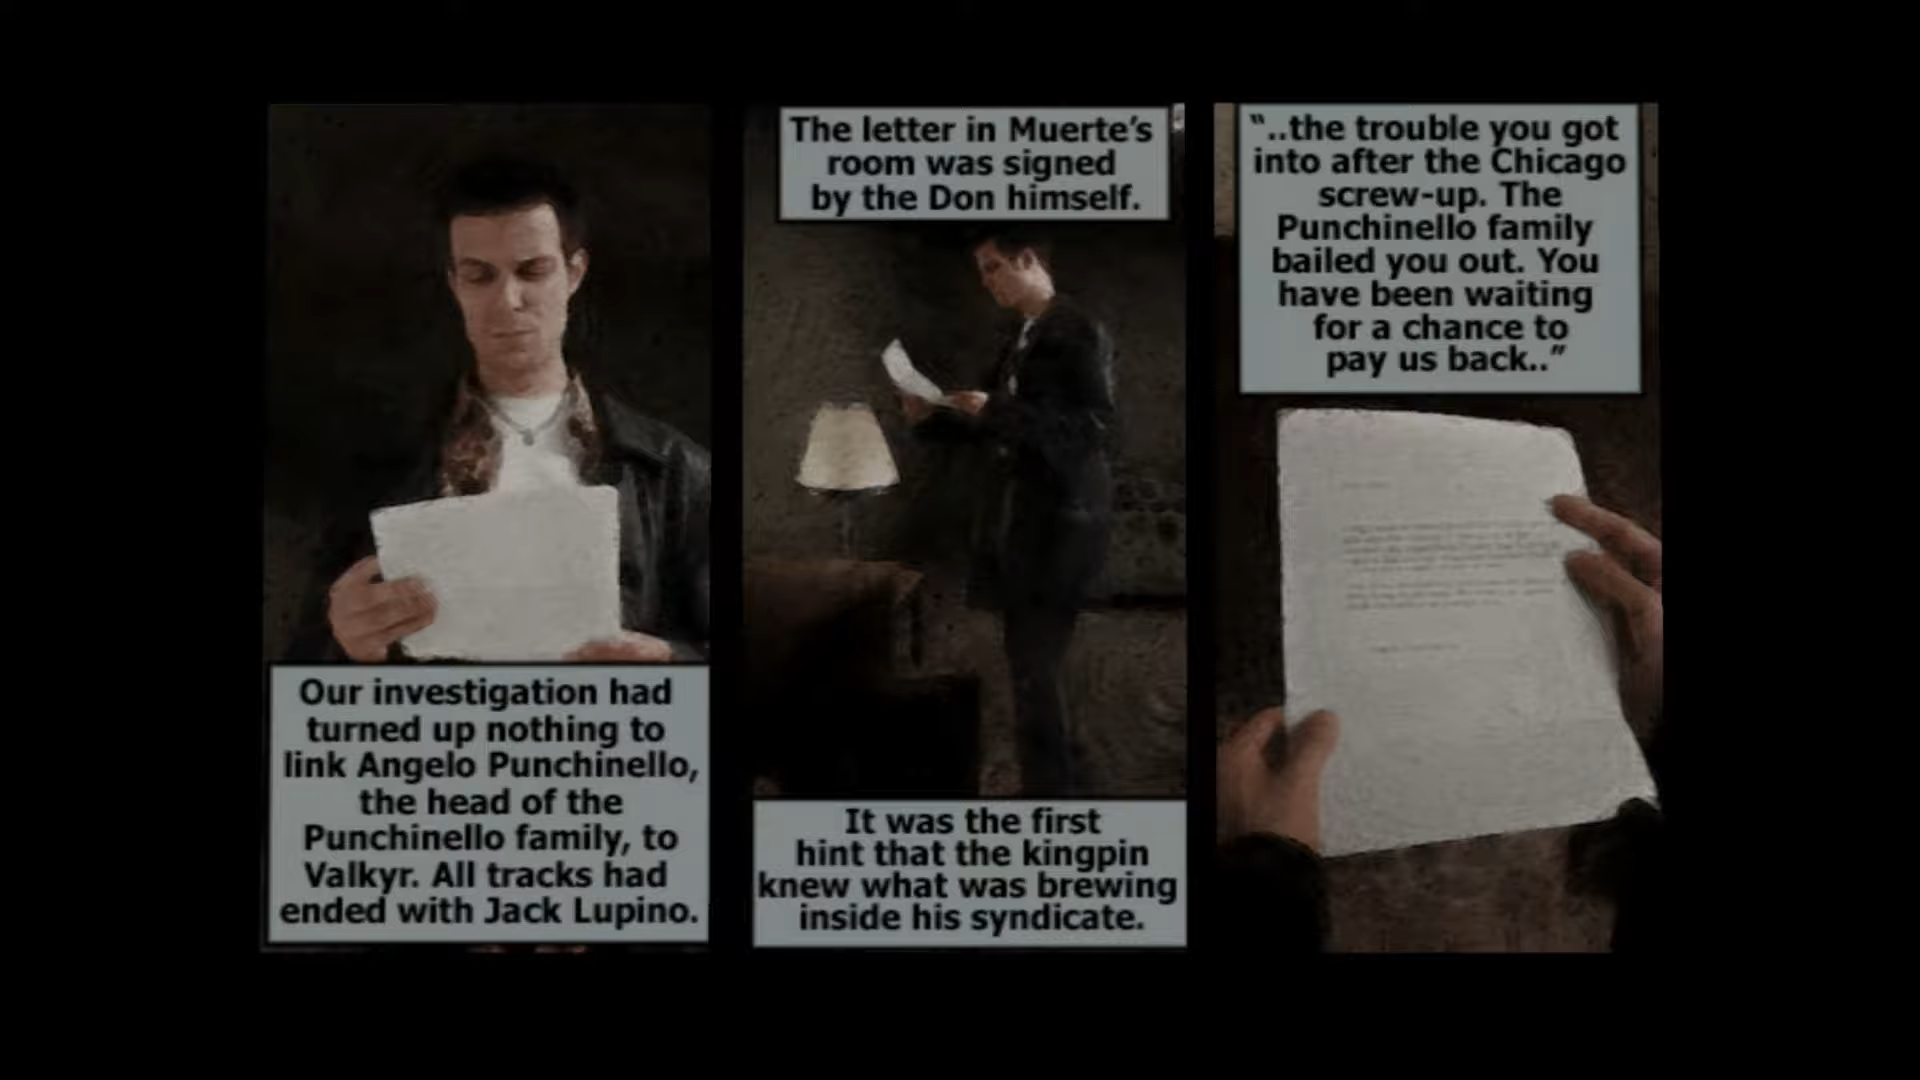 Our investigation had
turned up nothing to
link Angelo Punchinello,
the head of the
Punchinello family, to
Valkyr. All tracks had
ended with Jack Lupino.
The letter in Muerte's
room was signed
by the Don himself.
It was the first
hint that the kingpin
knew what was brewing
inside his syndicate.
"..the trouble you got
into after the Chicago
screw-up. The
Punchinello family
bailed you out. You
have been waiting
for a chance to
pay us back.."